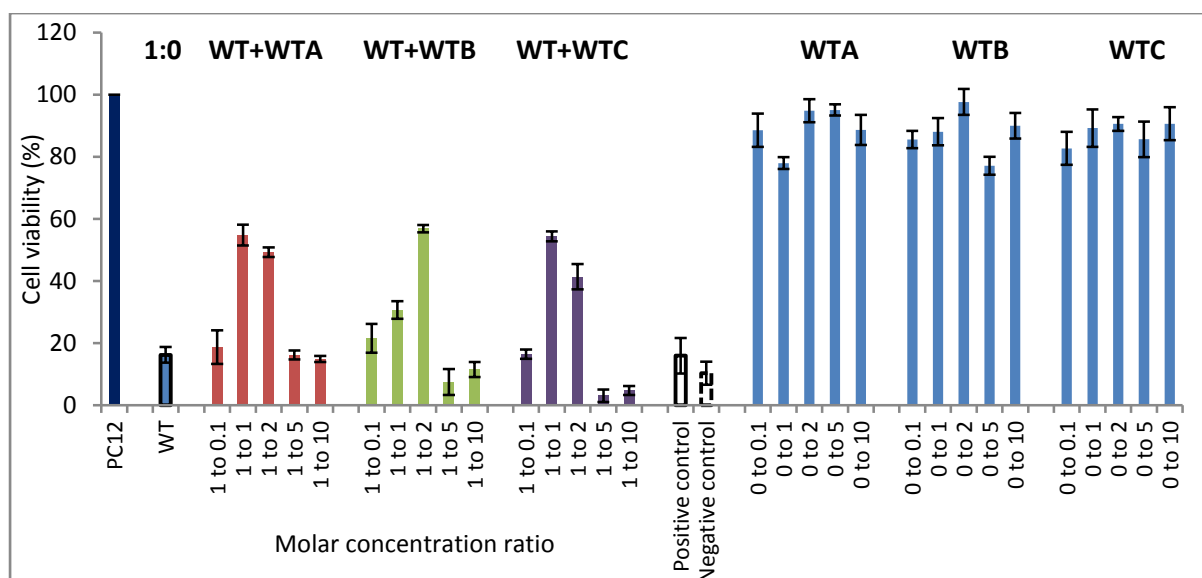 120
100
80
60
40
20
0
Cell viability (%)
1:0 WT+WTA WT+WTB WT+WTC WTA WTB WTC
PC12
WT
1 to 0.1
1 to 1
1 to 2
1 to 5
1 to 10
1 to 0.1
1 to 1
1 to 2
1 to 5
1 to 10
1 to 0.1
1 to 1
1 to 2
1 to 5
1 to 10
Positive control
Negative control
0 to 0.1
0 to 1
0 to 2
0 to 5
0 to 10
0 to 0.1
0 to 1
0 to 2
0 to 5
0 to 10
0 to 0.1
0 to 1
0 to 2
0 to 5
0 to 10
Molar concentration ratio